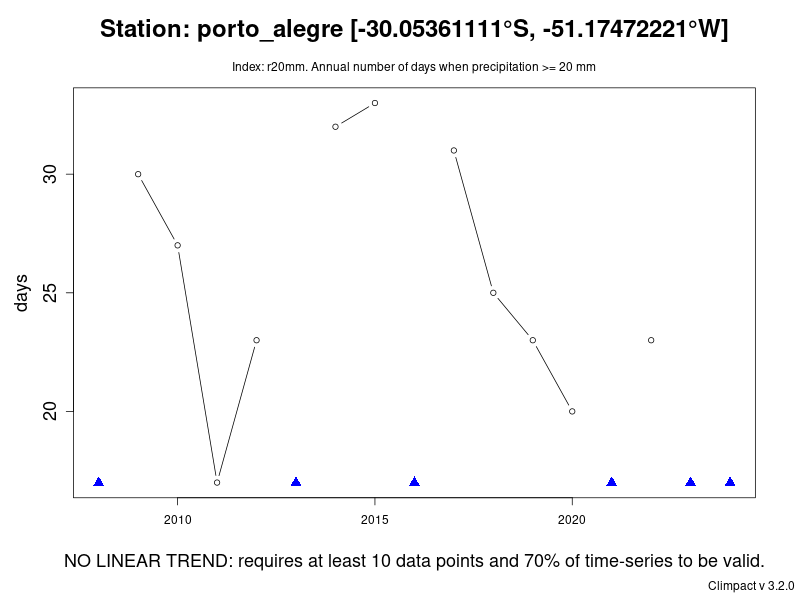 Station: porto_alegre [-30.05361111°S, -51.17472221°W]
Index: r20mm. Annual number of days when precipitation >= 20 mm
days
30
25
20
2010 2015 2020
NO LINEAR TREND: requires at least 10 data points and 70% of time-series to be valid.
Climpact v 3.2.0